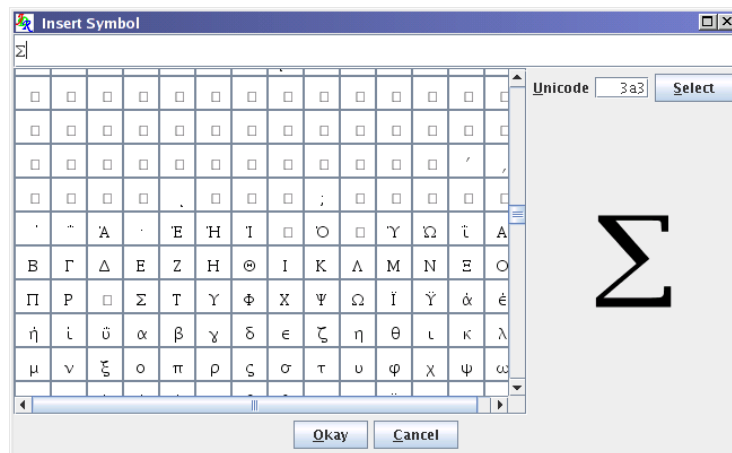 Insert Symbol
Σ
Unicode 3a3 Select
΄ ΅ Ά · Έ Ή Ί Ό Ύ Ώ ΐ Α
Β Γ Δ Ε Ζ Η Θ Ι Κ Λ Μ Ν Ξ Ο
Π Ρ Σ Τ Υ Φ Χ Ψ Ω Ϊ Ϋ ά έ
ή ί ΰ α β γ δ ε ζ η θ ι κ λ
μ ν ξ ο π ρ ς σ τ υ φ χ ψ ω
Σ
Okay Cancel